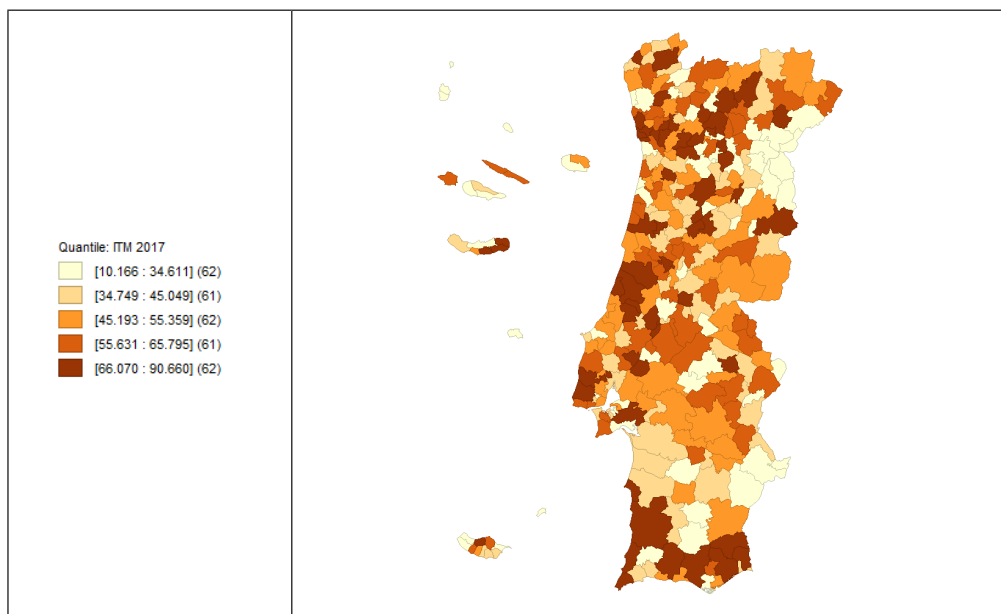 Quantile: ITM 2017
[10.166 : 34.611] (62)
[34.749 : 45.049] (61)
[45.193 : 55.359] (62)
[55.631 : 65.795] (61)
[66.070 : 90.660] (62)